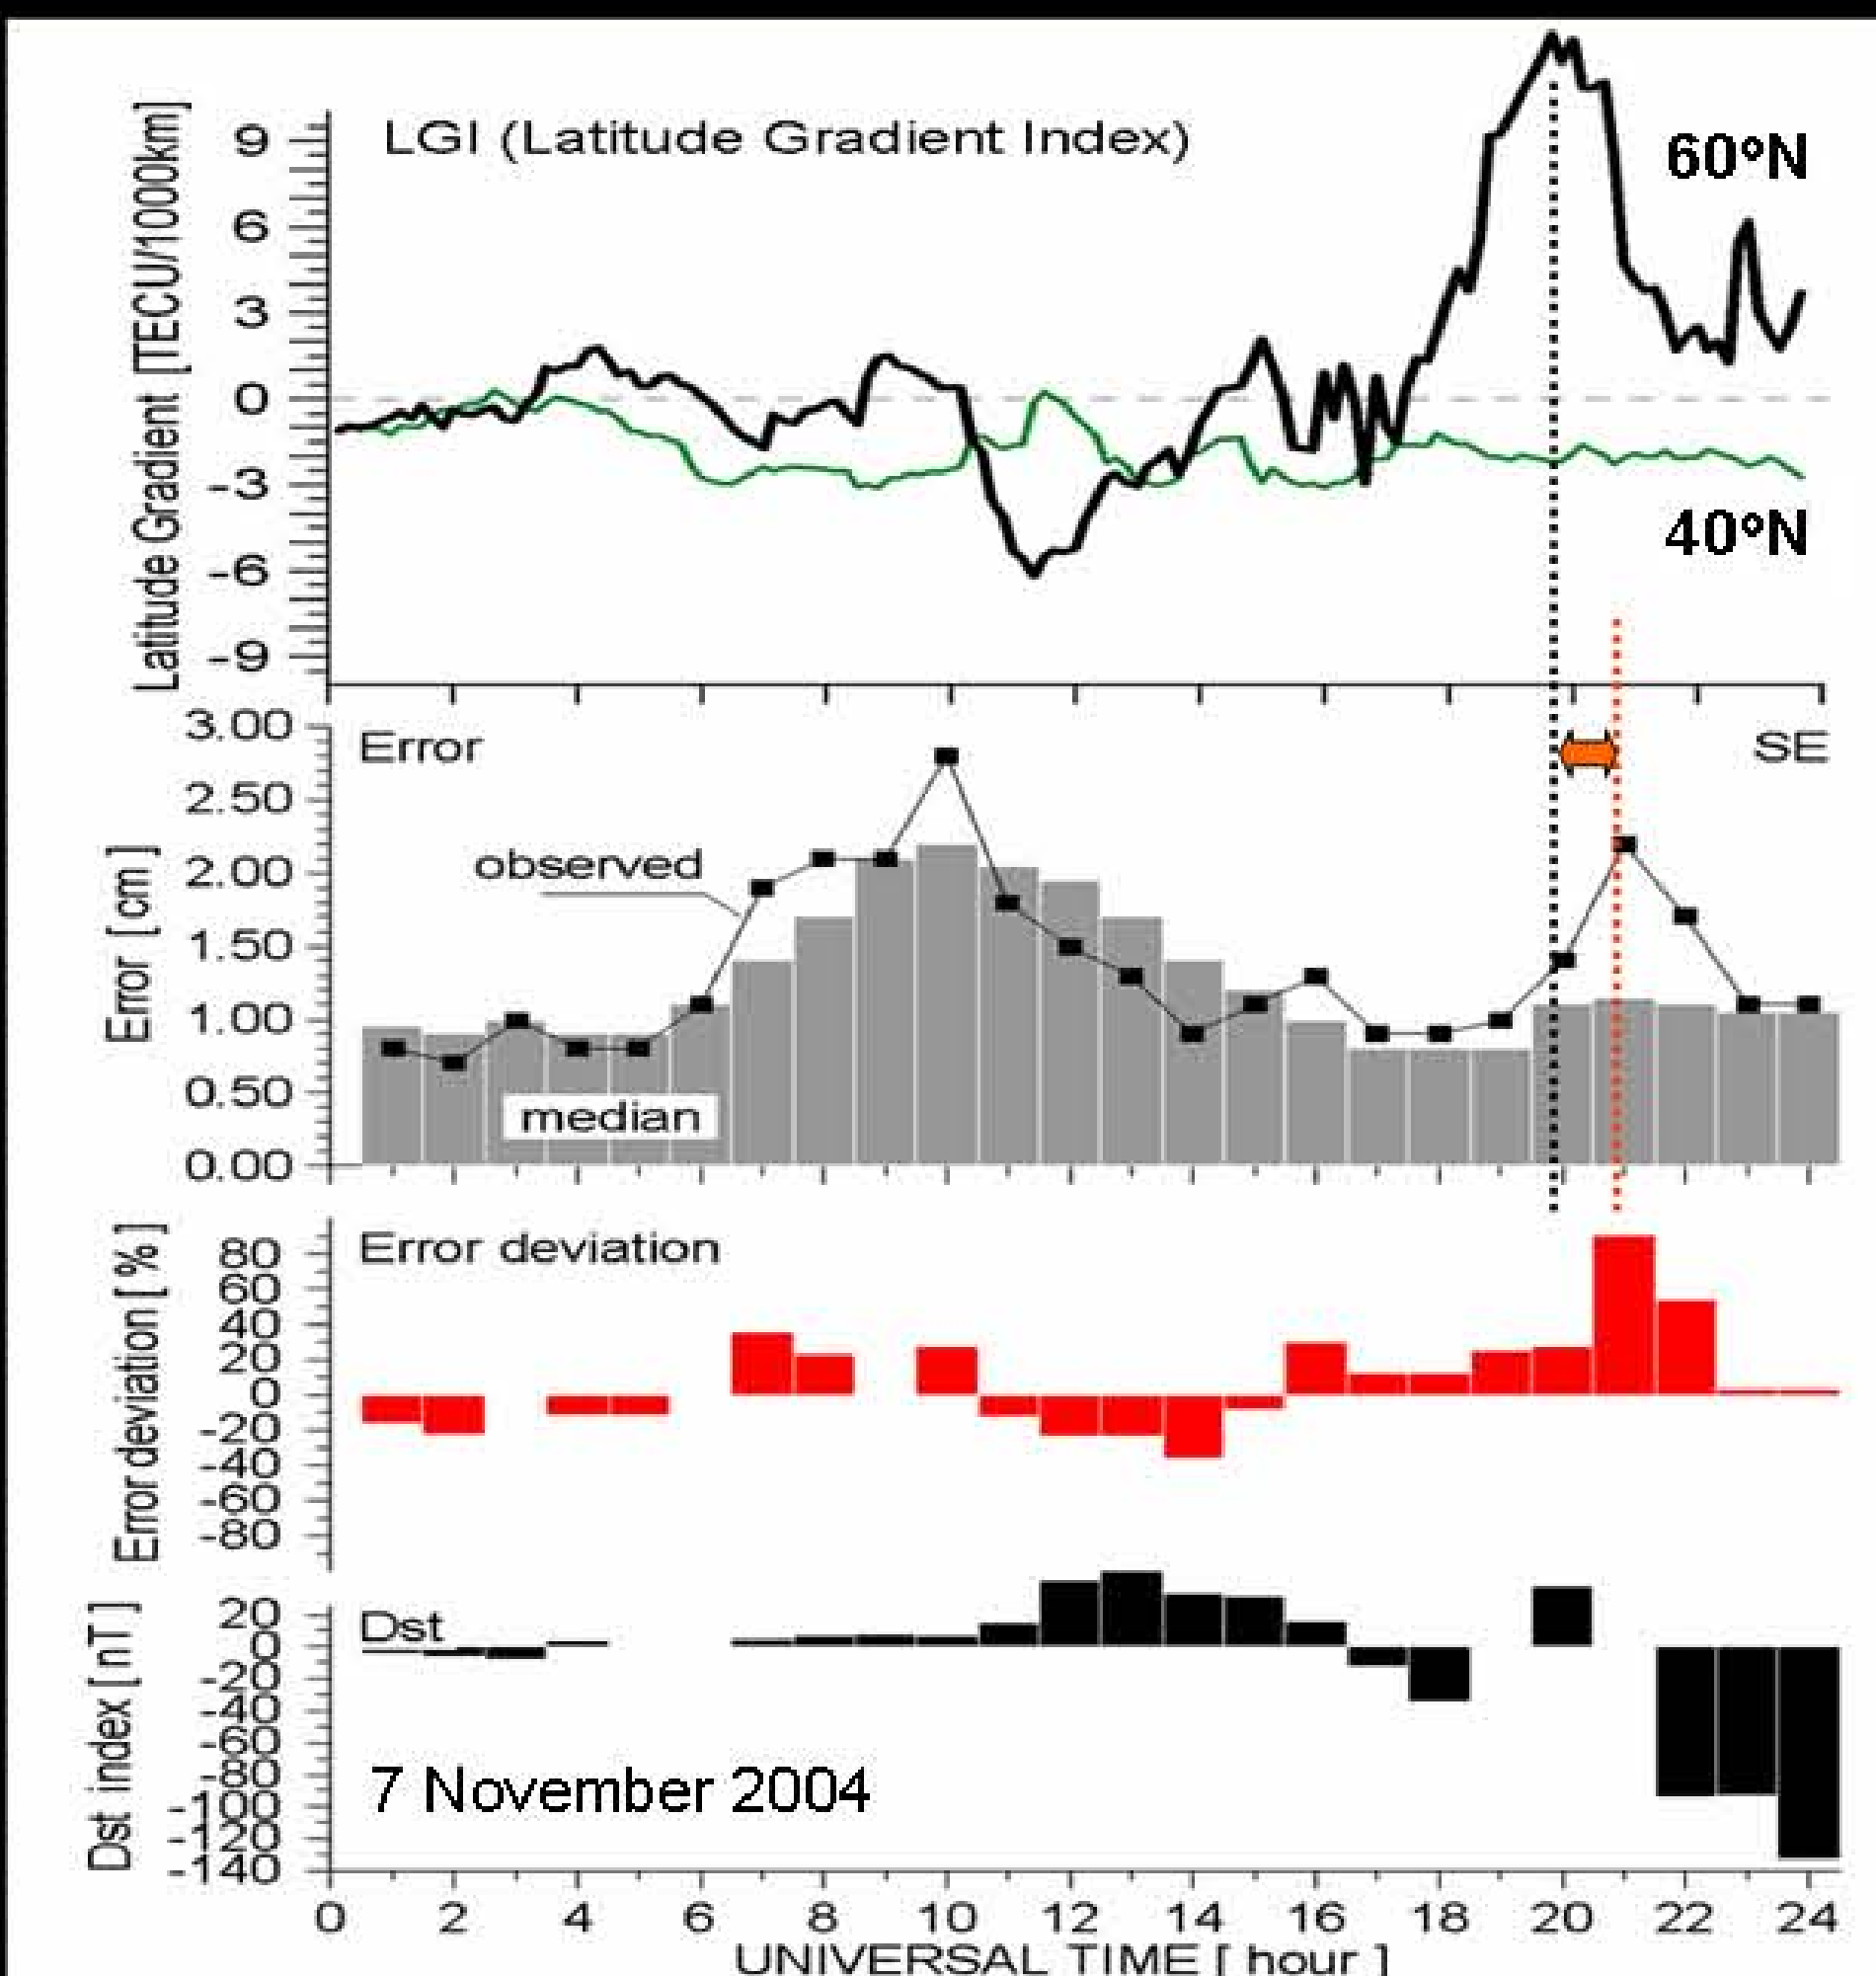 LGI (Latitude Gradient Index)
60°N
40°N
Latitude Gradient [TECU/1000km]
9
6
3
0
-3
-6
-9
Error
SE
observed
median
Error [cm]
3.00
2.50
2.00
1.50
1.00
0.50
0.00
Error deviation
Error deviation [%]
80
60
40
20
0
-20
-40
-60
-80
Dst
Dst index [nT]
20
0
-20
-40
-60
-80
-100
-120
-140
7 November 2004
0 2 4 6 8 10 12 14 16 18 20 22 24
UNIVERSAL TIME [ hour ]